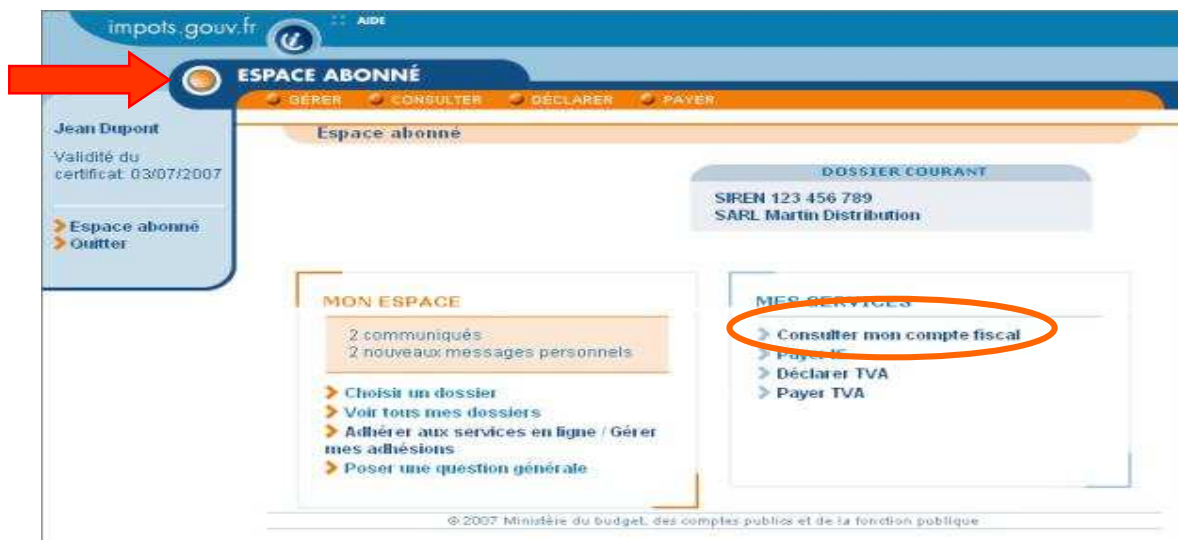 impots.gouv.fr
AIDE
ESPACE ABONNÉ
GÉRER CONSULTER DÉCLARER PAYER
Jean Dupont
Validité du
certificat: 03/07/2007
Espace abonné
Quitter
Espace abonné
DOSSIER COURANT
SIREN 123 456 789
SARL Martin Distribution
MON ESPACE
2 communiqués
2 nouveaux messages personnels
Choisir un dossier
Voir tous mes dossiers
Adhérer aux services en ligne / Gérer
mes adhésions
Poser une question générale
MES SERVICES
Consulter mon compte fiscal
Payer IS
Déclarer TVA
Payer TVA
© 2007 Ministère du budget, des comptes publics et de la fonction publique